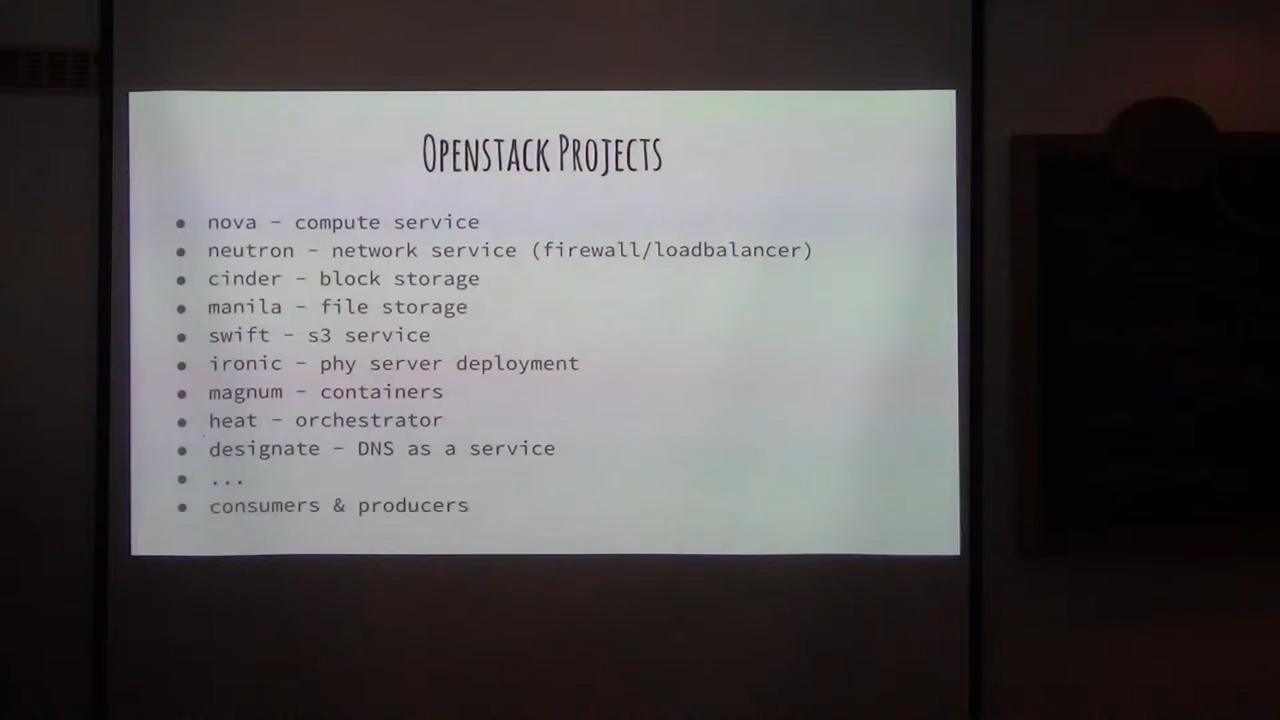 Openstack Projects
● nova – compute service
● neutron – network service (firewall/loadbalancer)
● cinder – block storage
● manila – file storage
● swift – s3 service
● ironic – phy server deployment
● magnum – containers
● heat – orchestrator
● designate – DNS as a service
● ...
● consumers & producers